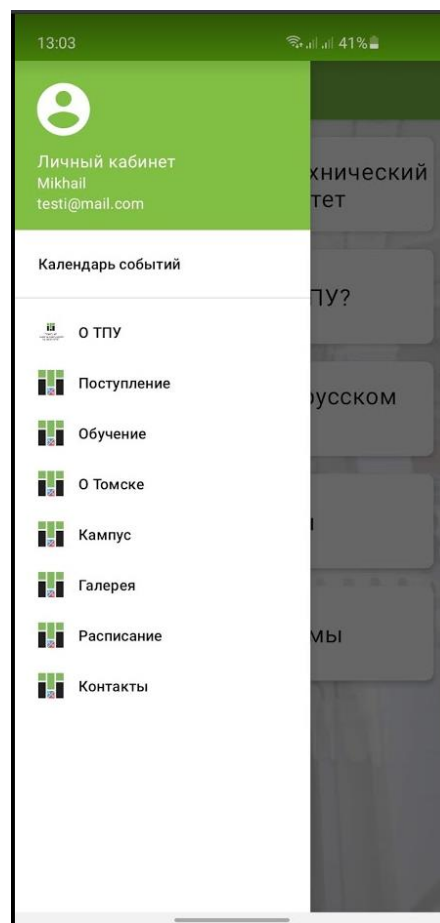 13:03
41%
Личный кабинет
Mikhail
testi@mail.com
хнический
тет
Календарь событий
ПУ?
О ТПУ
Поступление
русском
Обучение
О Томске
Кампус
Галерея
Расписание
мы
Контакты